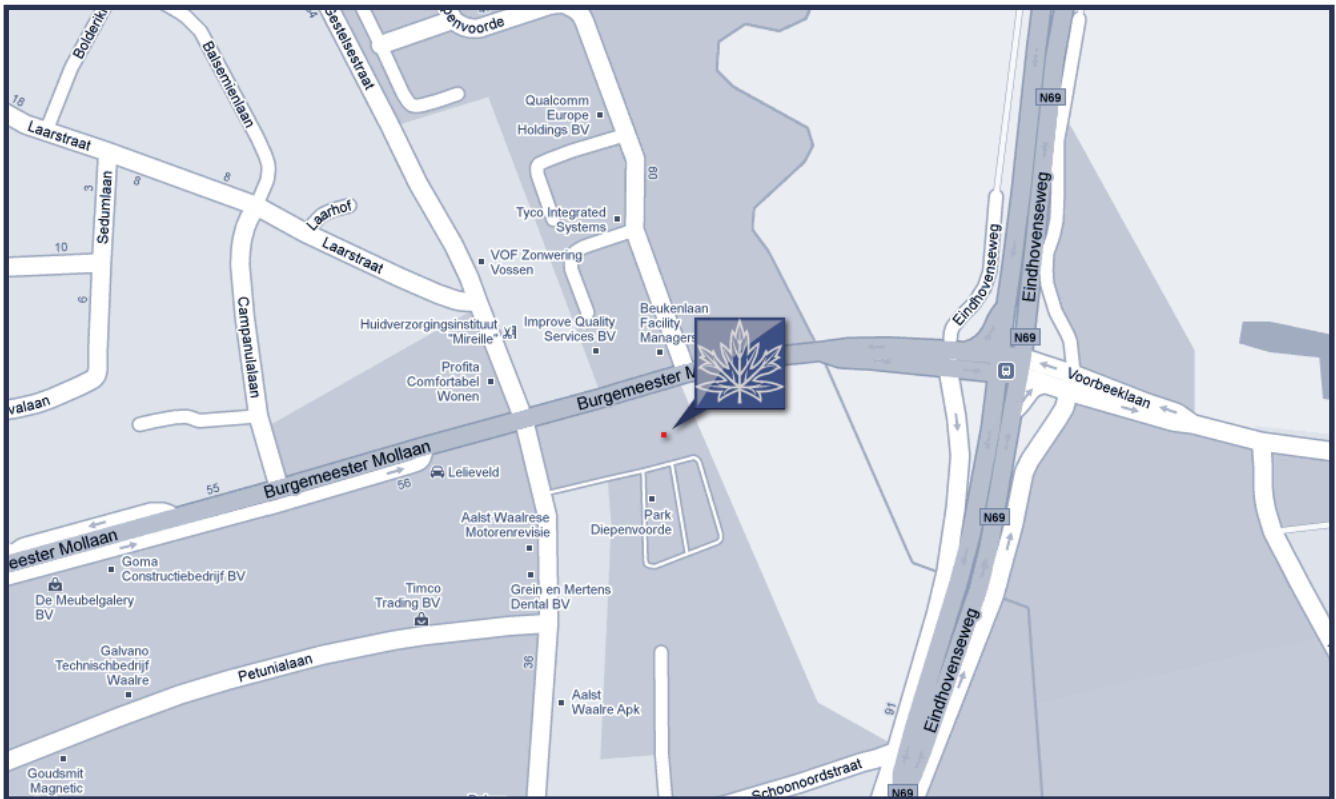 Bolderik
Balsemienlaan
Gestelsestraat
penvoorde
18
Laarstraat
3
Sedumlaan
8
8
Laarhof
Laarstraat
10
6
Campanulalaan
valaan
Qualcomm
Europe
Holdings BV
60
Tyco Integrated
Systems
VOF Zonwering
Vossen
Huidverzorgingsinstituut
"Mireille"
Improve Quality
Services BV
Beukenlaan
Facility
Managers
Profita
Comfortabel
Wonen
Burgemeester M
Burgemeester Mollaan
55
56
Lelieveld
eester Mollaan
Goma
Constructiebedrijf BV
De Meubelgalery
BV
Aalst Waalrese
Motorenrevisie
Park
Diepenvoorde
Grein en Mertens
Dental BV
Timco
Trading BV
Galvano
Technischbedrijf
Waalre
Petunialaan
36
Aalst
Waalre Apk
Goudsmit
Magnetic
N69
Eindhovenseweg
Eindhovenseweg
N69
Voorbeeklaan
N69
Eindhovenseweg
91
Schoonoordstraat
N69